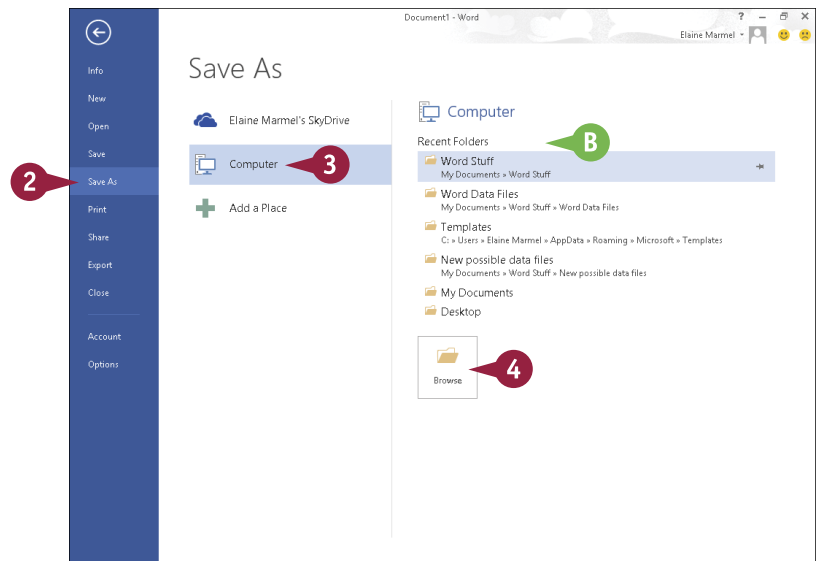 Document1 - Word
?
Elaine Marmel
Info
New
Open
Save
Save As
Print
Share
Export
Close
Account
Options
Save As
Elaine Marmel's SkyDrive
Computer
Add a Place
Computer
Recent Folders
Word Stuff
My Documents » Word Stuff
Word Data Files
My Documents » Word Stuff » Word Data Files
Templates
C: » Users » Elaine Marmel » AppData » Roaming » Microsoft » Templates
New possible data files
My Documents » Word Stuff » New possible data files
My Documents
Desktop
Browse
2
3
B
4